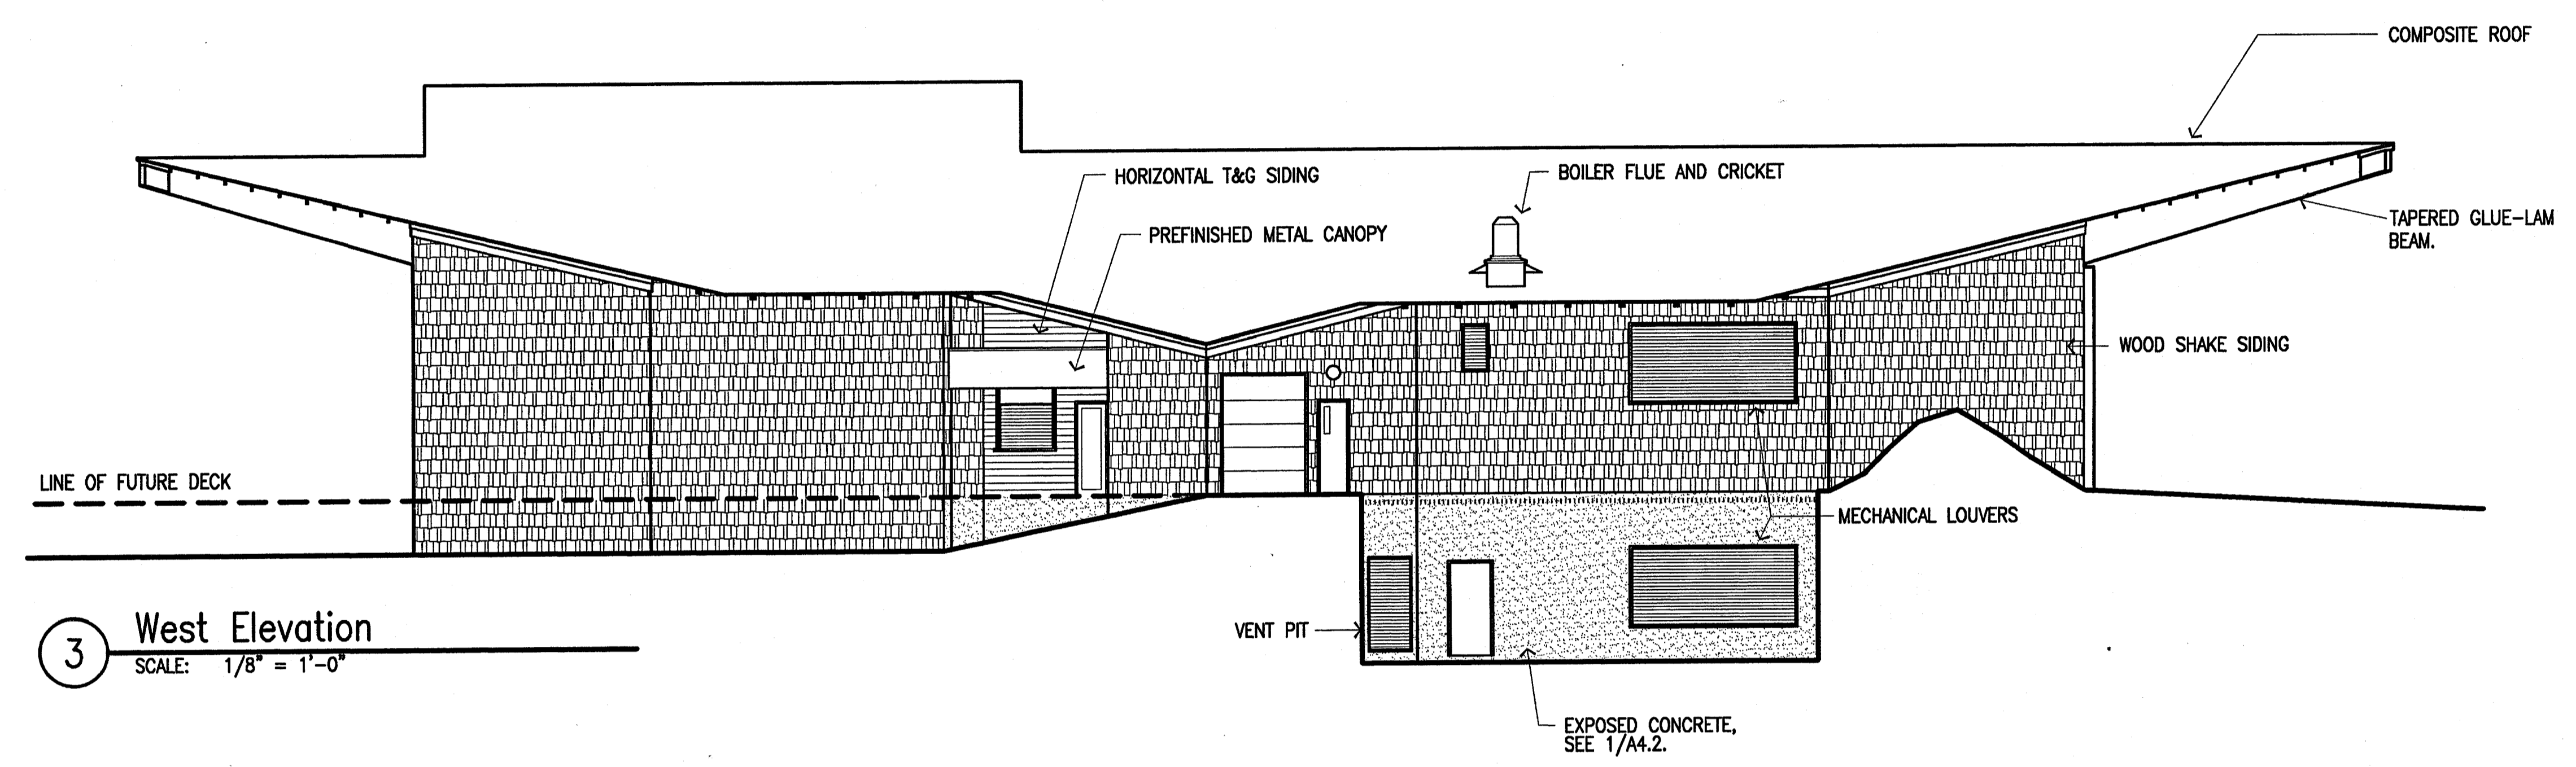 COMPOSITE ROOF
HORIZONTAL T&G SIDING
BOILER FLUE AND CRICKET
PREFINISHED METAL CANOPY
TAPERED GLUE-LAM
BEAM.
WOOD SHAKE SIDING
LINE OF FUTURE DECK
MECHANICAL LOUVERS
VENT PIT
3
West Elevation
SCALE: 1/8" = 1'-0"
EXPOSED CONCRETE,
SEE 1/A4.2.